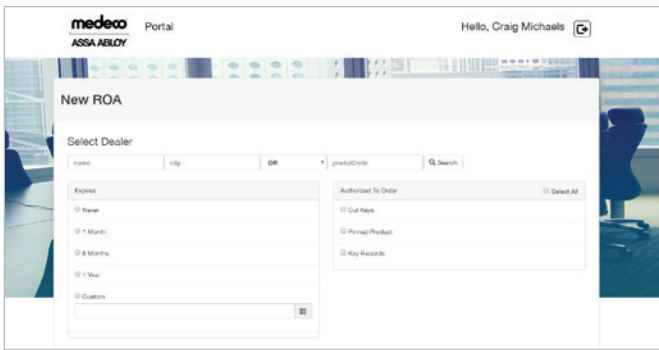 medeco
ASSA ABLOY
Portal
Hello, Craig Michaels
New ROA
Select Dealer
name city OR postalCode Search
Expires
Never
1 Month
6 Months
1 Year
Custom
Authorized To Order Select All
Cut Keys
Pinned Product
Key Records